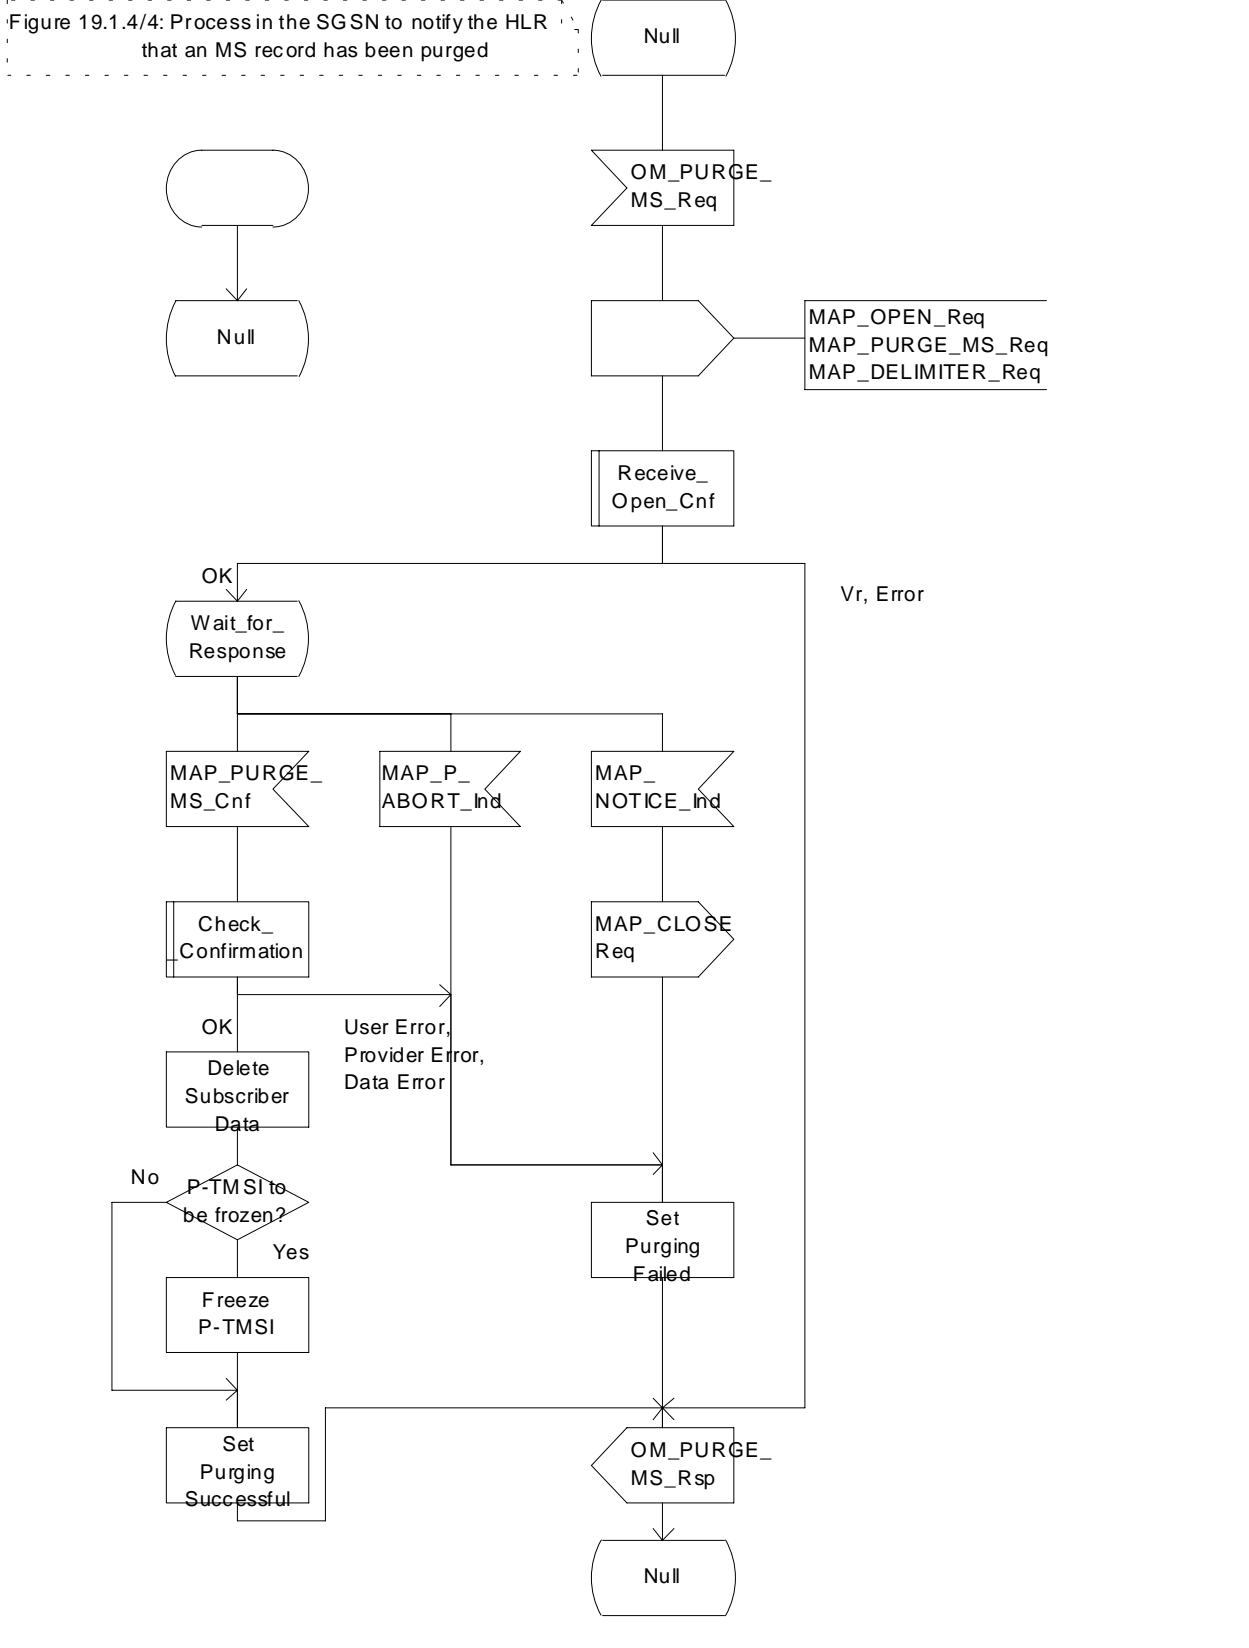 Figure 19.1.4/4: Process in the SGSN to notify the HLR
that an MS record has been purged
Null
OM_PURGE_
MS_Req
Null
MAP_OPEN_Req
MAP_PURGE_MS_Req
MAP_DELIMITER_Req
Receive_
Open_Cnf
OK
Vr, Error
Wait_for_
Response
MAP_PURGE_
MS_Cnf
MAP_P_
ABORT_Ind
MAP_
NOTICE_Ind
Check_
_Confirmation
MAP_CLOSE
Req
OK
User Error,
Provider Error,
Data Error
Delete
Subscriber
Data
No
P-TMSI to
be frozen?
Yes
Set
Purging
Failed
Freeze
P-TMSI
Set
Purging
Successful
OM_PURGE_
MS_Rsp
Null